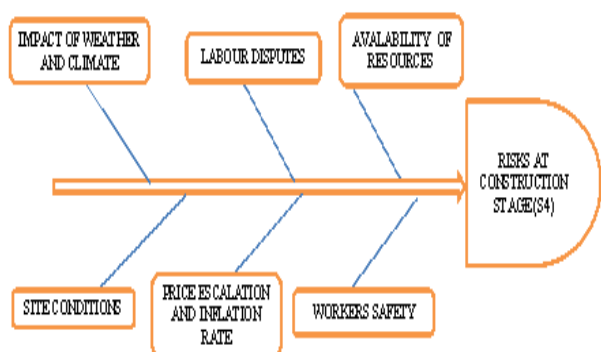 IMPACT OF WEATHER
AND CLIMATE
LABOUR DISPUTES
AVALABILITY OF
RESOURCES
RISKS AT
CONSTRUCTION
STAGE(S4)
SITE CONDITIONS
PRICE ESCALATION
AND INFLATION
RATE
WORKERS SAFETY